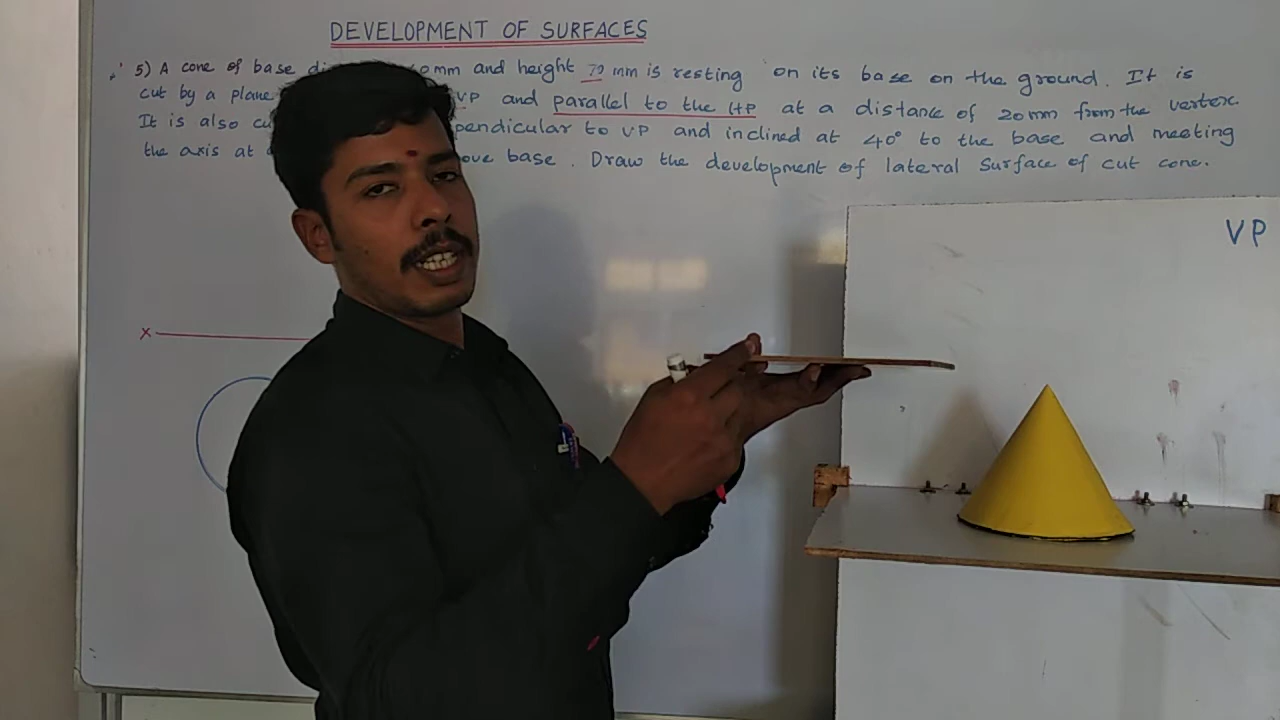 DEVELOPMENT OF SURFACES
5) A cone of base mm and height 70 mm is resting on its base on the ground. It is
cut by a plane VP and parallel to the HP at a distance of 20mm from the vertex.
It is also to VP and inclined at 40° to the base and meeting
the axis at base. Draw the development of lateral surface of cut cone.
VP
X